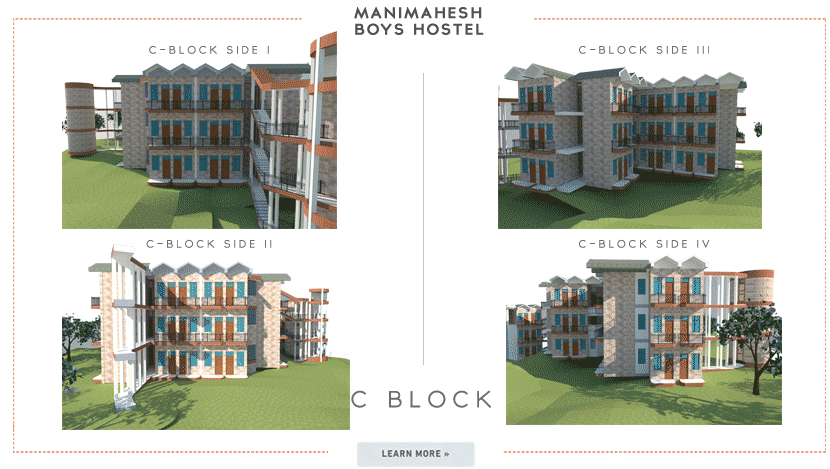 MANIMAHESH
BOYS HOSTEL
C-BLOCK SIDE I
C-BLOCK SIDE III
C-BLOCK SIDE II
C-BLOCK SIDE IV
C BLOCK
LEARN MORE »